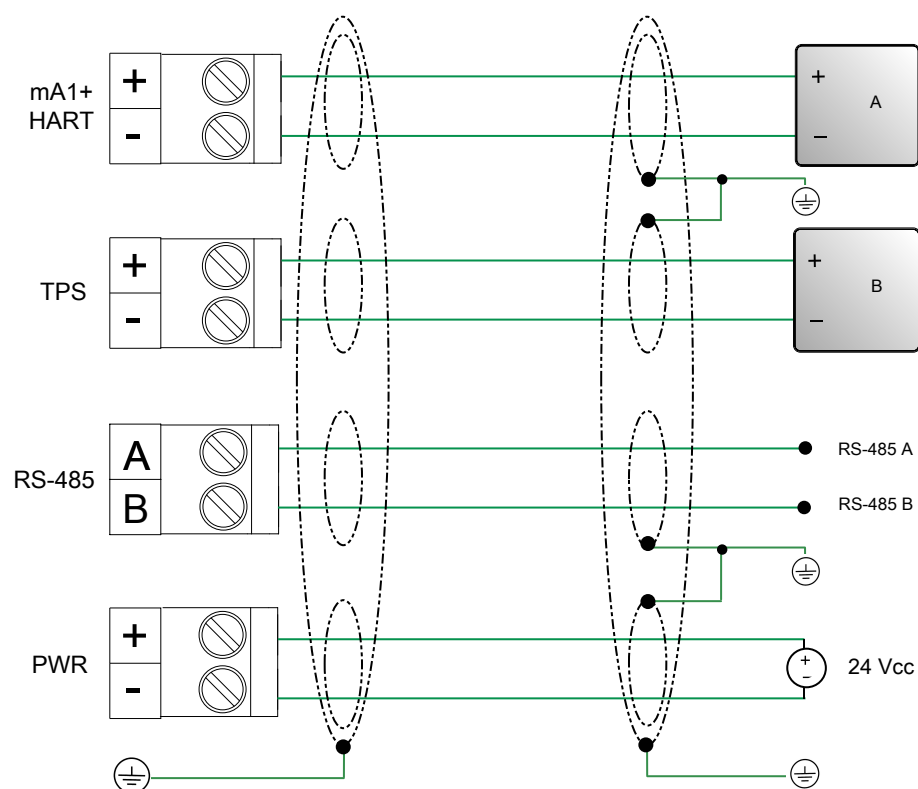 mA1+
HART
+
-
+
A
−
TPS
+
-
+
B
−
RS-485
A
B
RS-485 A
RS-485 B
PWR
+
-
+
−
24 Vcc